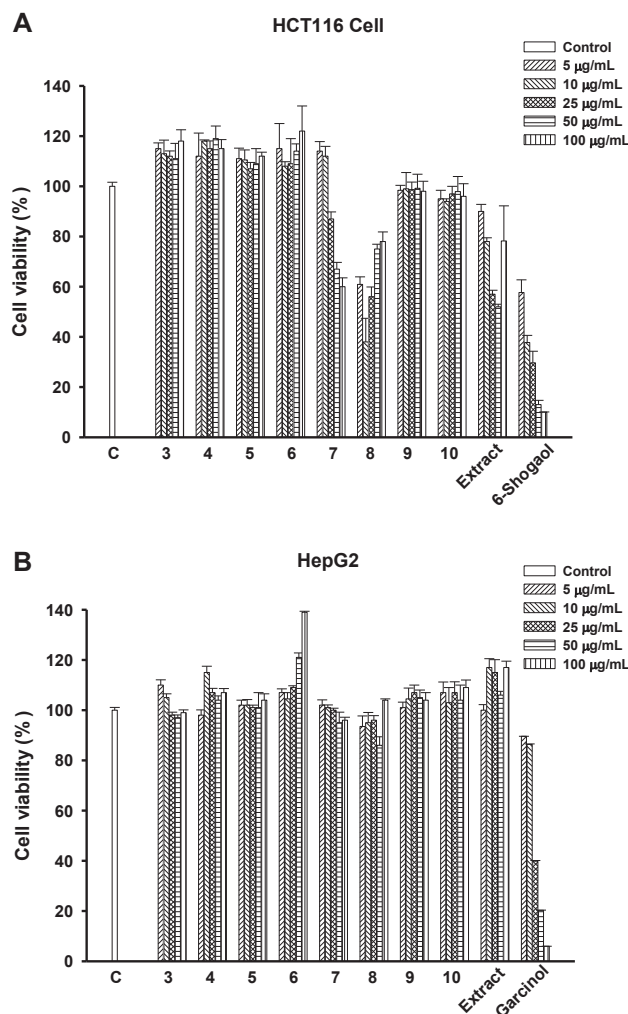 A
HCT116 Cell
Control
5 μg/mL
10 μg/mL
25 μg/mL
50 μg/mL
100 μg/mL
Cell viability (%)
140
120
100
80
60
40
20
0
C 3 4 5 6 7 8 9 10 Extract 6-Shogaol
B
HepG2
Control
5 μg/mL
10 μg/mL
25 μg/mL
50 μg/mL
100 μg/mL
Cell viability (%)
140
120
100
80
60
40
20
0
C 3 4 5 6 7 8 9 10 Extract Garcinol